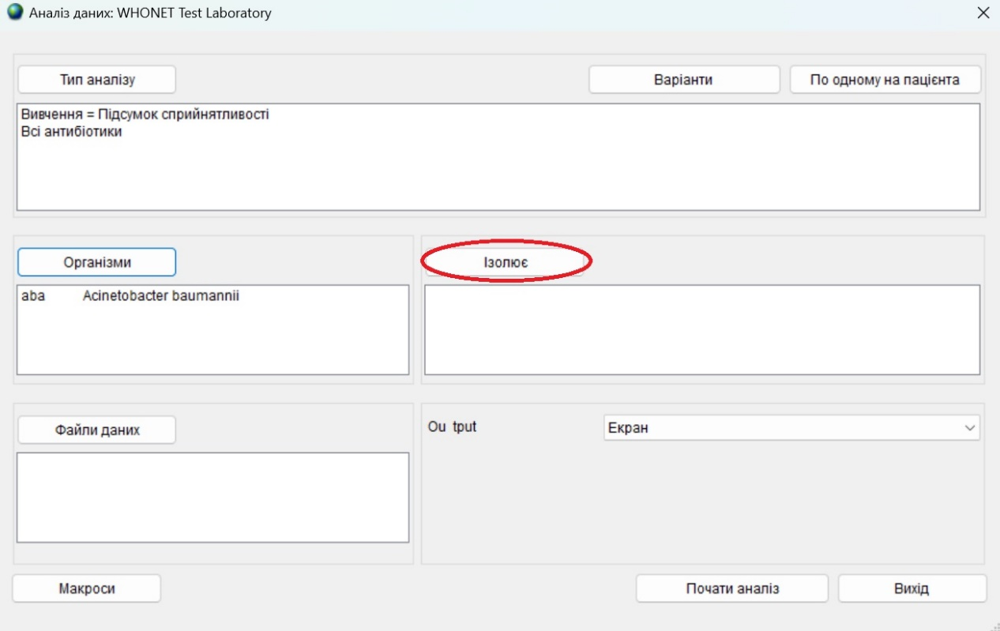 Аналіз даних: WHONET Test Laboratory
Тип аналізу
Варіанти
По одному на пацієнта
Вивчення = Підсумок сприйнятливості
Всі антибіотики
Організми
Ізолює
aba Acinetobacter baumannii
Файли даних
Ou tput
Екран
Макроси
Почати аналіз
Вихід